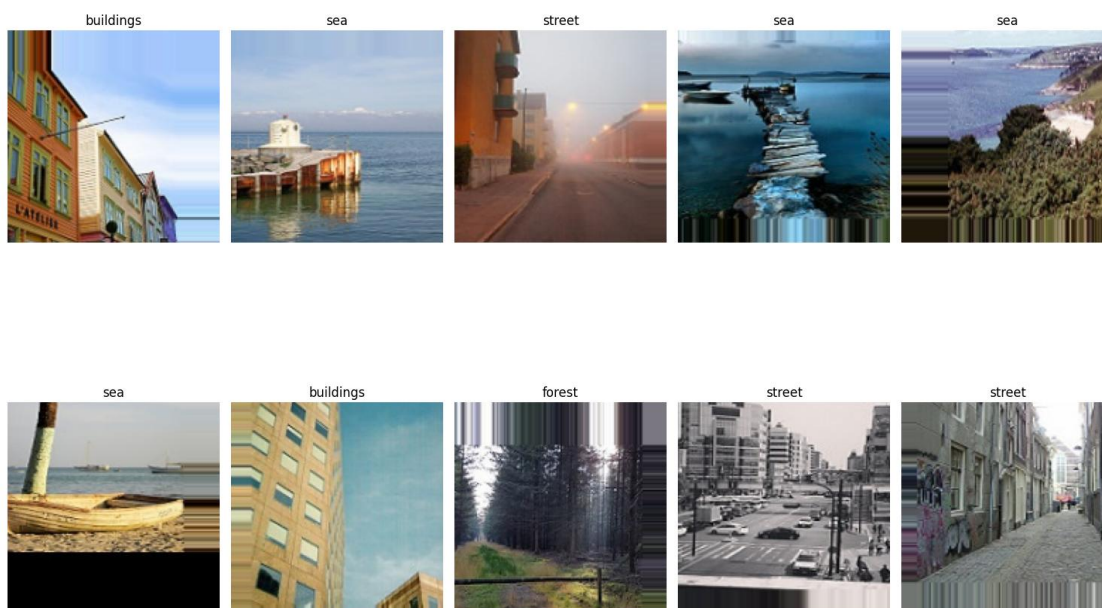 buildings
sea
street
sea
sea
L'ATELIER
sea
buildings
forest
street
street